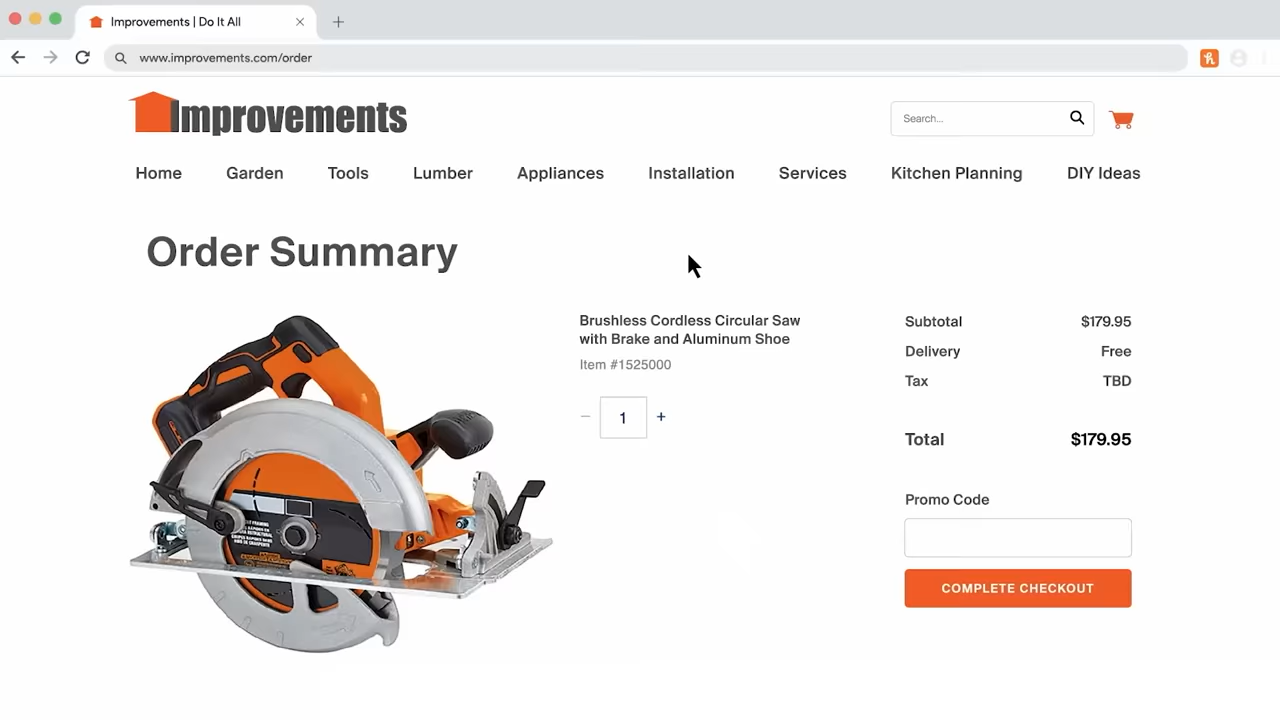 Improvements | Do It All
www.improvements.com/order
Improvements
Search...
Home Garden Tools Lumber Appliances Installation Services Kitchen Planning DIY Ideas
Order Summary
Brushless Cordless Circular Saw
with Brake and Aluminum Shoe
Item #1525000
− 1 +
Subtotal $179.95
Delivery Free
Tax TBD
Total $179.95
Promo Code
COMPLETE CHECKOUT